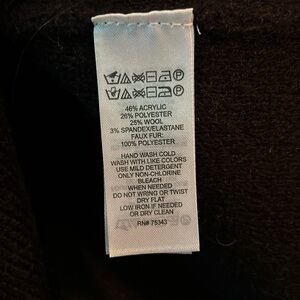 46% ACRYLIC
26% POLYESTER
25% WOOL
3% SPANDEX/ELASTANE
FAUX FUR:
100% POLYESTER
HAND WASH COLD
WASH WITH LIKE COLORS
USE MILD DETERGENT
ONLY NON-CHLORINE
BLEACH
WHEN NEEDED
DO NOT WRING OR TWIST
DRY FLAT
LOW IRON IF NEEDED
OR DRY CLEAN
RN# 75343